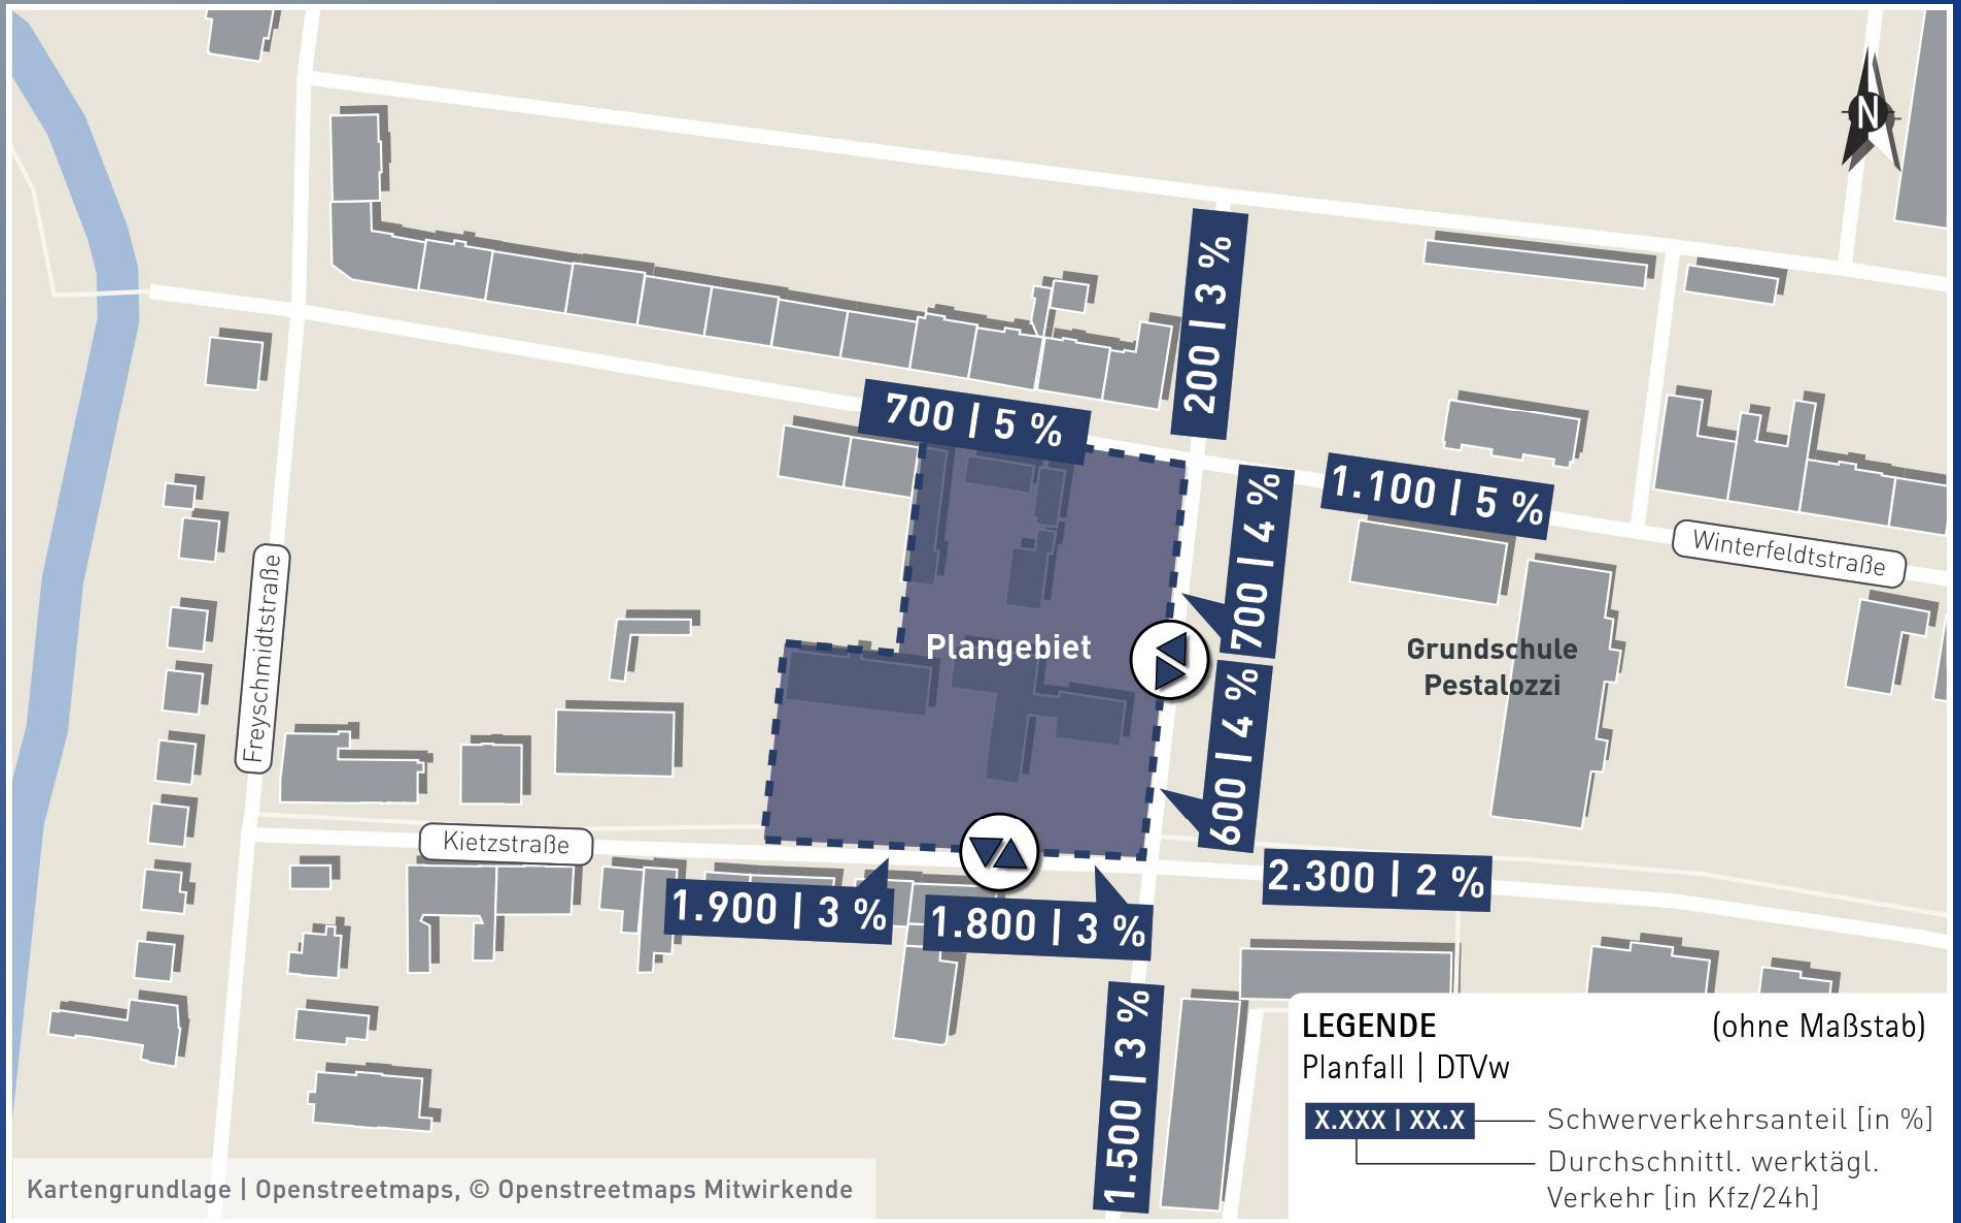 N
200 | 3 %
700 | 5 %
1.100 | 5 %
700 | 4 %
Winterfeldtstraße
Freyschmidtstraße
Plangebiet
Grundschule
Pestalozzi
600 | 4 %
Kietzstraße
2.300 | 2 %
1.900 | 3 %
1.800 | 3 %
1.500 | 3 %
LEGENDE
(ohne Maßstab)
Planfall | DTVw
X.XXX | XX.X
Schwerverkehrsanteil [in %]
Durchschnittl. werktägl.
Verkehr [in Kfz/24h]
Kartengrundlage | Openstreetmaps, © Openstreetmaps Mitwirkende